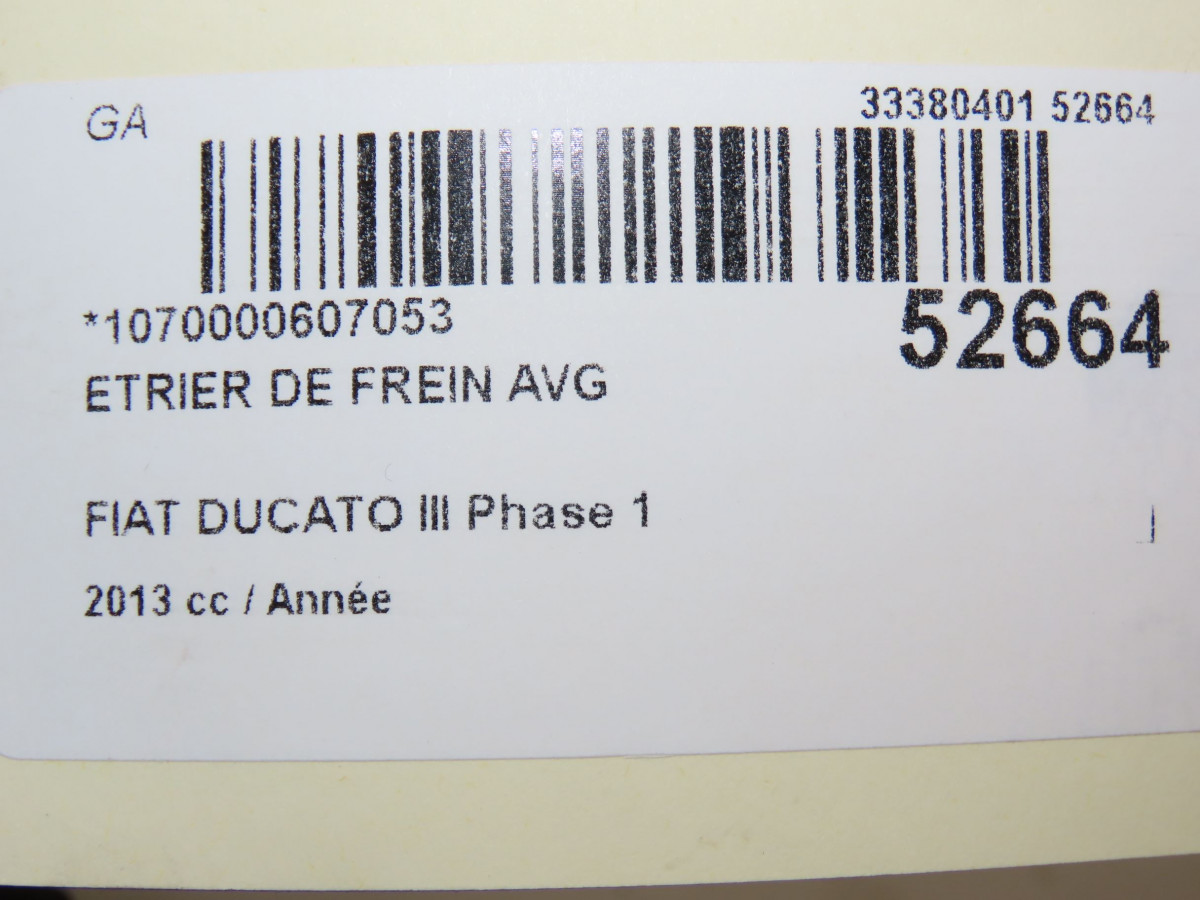 GA
33380401 52664
*1070000607053
52664
ETRIER DE FREIN AVG
FIAT DUCATO III Phase 1
2013 cc / Année